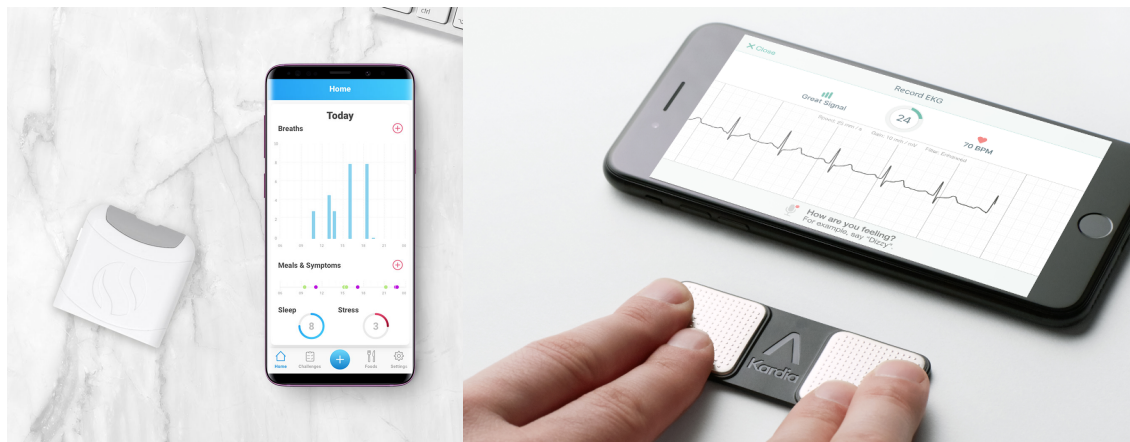 ctrl
Home
Today
Breaths
Meals & Symptoms
Sleep
Stress
8
3
Home
Challenges
Foods
Settings
Close
Record EKG
Great Signal
24
70 BPM
How are you feeling?
For example, say "Dizzy"
Kardia